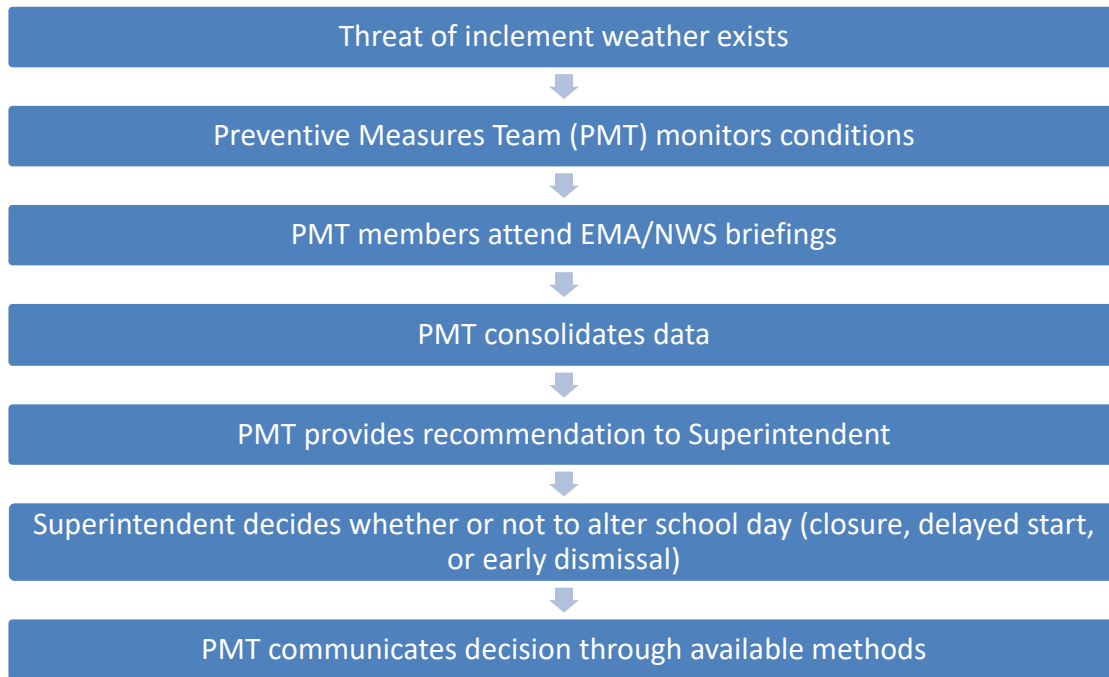 Threat of inclement weather exists
Preventive Measures Team (PMT) monitors conditions
PMT members attend EMA/NWS briefings
PMT consolidates data
PMT provides recommendation to Superintendent
Superintendent decides whether or not to alter school day (closure, delayed start,
or early dismissal)
PMT communicates decision through available methods